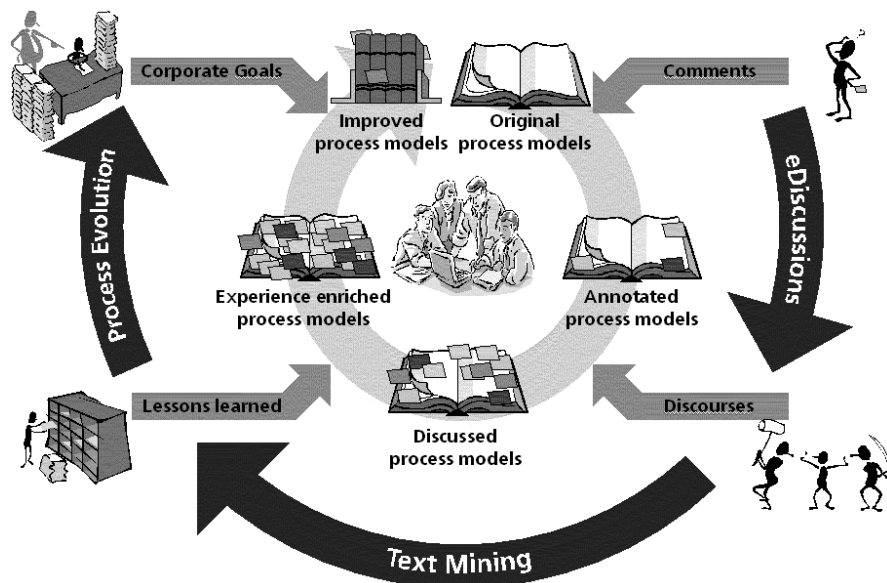 Corporate Goals
Comments
Improved
process models
Original
process models
Process Evolution
eDiscussions
Experience enriched
process models
Annotated
process models
Lessons learned
Discourses
Discussed
process models
Text Mining